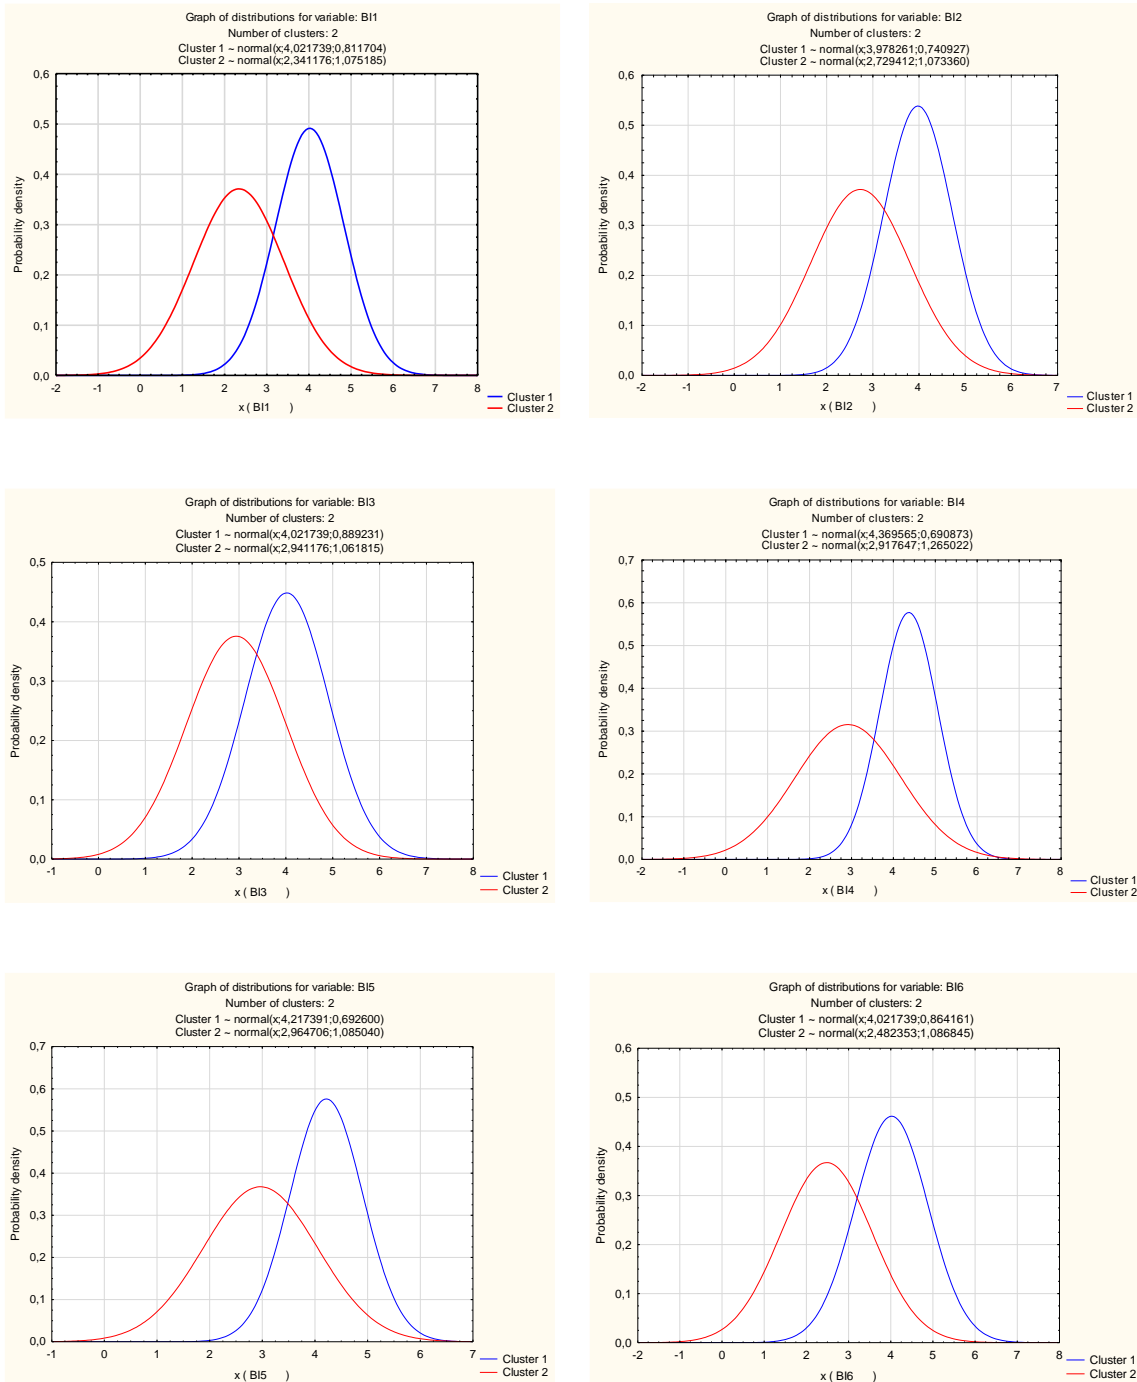 Graph of distributions for variable: BI1
Number of clusters: 2
Cluster 1 ~ normal(x;4,021739;0,811704)
Cluster 2 ~ normal(x;2,341176;1,075185)
0,6
0,5
0,4
0,3
0,2
0,1
0,0
Probability density
-2 -1 0 1 2 3 4 5 6 7 8
x ( BI1 )
Cluster 1
Cluster 2
Graph of distributions for variable: BI2
Number of clusters: 2
Cluster 1 ~ normal(x;3,978261;0,740927)
Cluster 2 ~ normal(x;2,729412;1,073360)
0,6
0,5
0,4
0,3
0,2
0,1
0,0
Probability density
-2 -1 0 1 2 3 4 5 6 7
x ( BI2 )
Cluster 1
Cluster 2
Graph of distributions for variable: BI3
Number of clusters: 2
Cluster 1 ~ normal(x;4,021739;0,889231)
Cluster 2 ~ normal(x;2,941176;1,061815)
0,5
0,4
0,3
0,2
0,1
0,0
Probability density
-1 0 1 2 3 4 5 6 7 8
x ( BI3 )
Cluster 1
Cluster 2
Graph of distributions for variable: BI4
Number of clusters: 2
Cluster 1 ~ normal(x;4,369565;0,690873)
Cluster 2 ~ normal(x;2,917647;1,265022)
0,7
0,6
0,5
0,4
0,3
0,2
0,1
0,0
Probability density
-2 -1 0 1 2 3 4 5 6 7 8
x ( BI4 )
Cluster 1
Cluster 2
Graph of distributions for variable: BI5
Number of clusters: 2
Cluster 1 ~ normal(x;4,217391;0,692600)
Cluster 2 ~ normal(x;2,964706;1,085040)
0,7
0,6
0,5
0,4
0,3
0,2
0,1
0,0
Probability density
-1 0 1 2 3 4 5 6 7
x ( BI5 )
Cluster 1
Cluster 2
Graph of distributions for variable: BI6
Number of clusters: 2
Cluster 1 ~ normal(x;4,021739;0,864161)
Cluster 2 ~ normal(x;2,482353;1,086845)
0,6
0,5
0,4
0,3
0,2
0,1
0,0
Probability density
-2 -1 0 1 2 3 4 5 6 7 8
x ( BI6 )
Cluster 1
Cluster 2